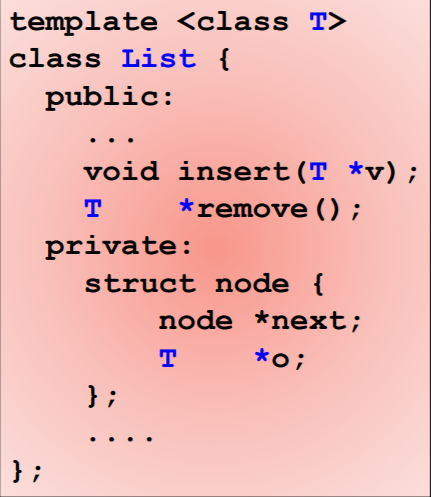 template <class T>
class List {
  public:
    ...
    void insert(T *v);
    T    *remove();
  private:
    struct node {
        node *next;
        T    *o;
    };
    ....
};